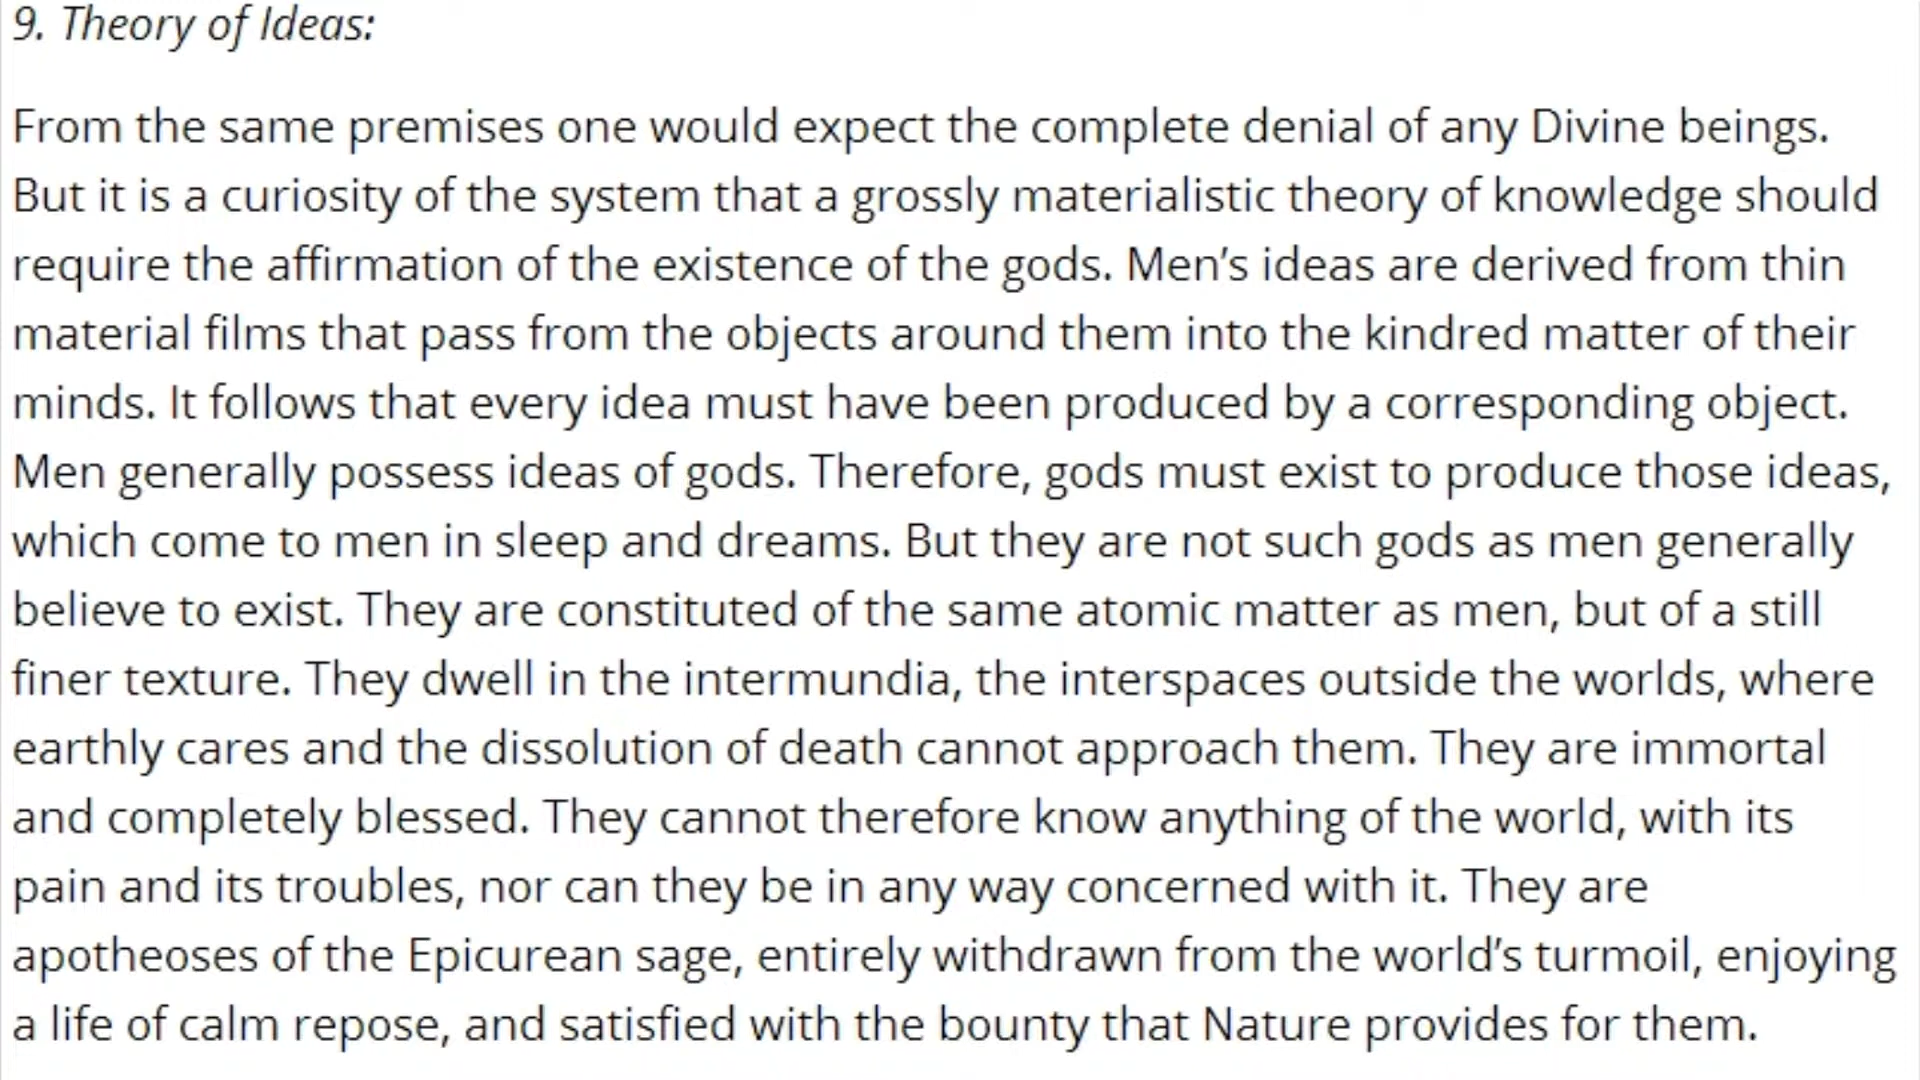 9. Theory of Ideas:
From the same premises one would expect the complete denial of any Divine beings.
But it is a curiosity of the system that a grossly materialistic theory of knowledge should
require the affirmation of the existence of the gods. Men’s ideas are derived from thin
material films that pass from the objects around them into the kindred matter of their
minds. It follows that every idea must have been produced by a corresponding object.
Men generally possess ideas of gods. Therefore, gods must exist to produce those ideas,
which come to men in sleep and dreams. But they are not such gods as men generally
believe to exist. They are constituted of the same atomic matter as men, but of a still
finer texture. They dwell in the intermundia, the interspaces outside the worlds, where
earthly cares and the dissolution of death cannot approach them. They are immortal
and completely blessed. They cannot therefore know anything of the world, with its
pain and its troubles, nor can they be in any way concerned with it. They are
apotheoses of the Epicurean sage, entirely withdrawn from the world’s turmoil, enjoying
a life of calm repose, and satisfied with the bounty that Nature provides for them.